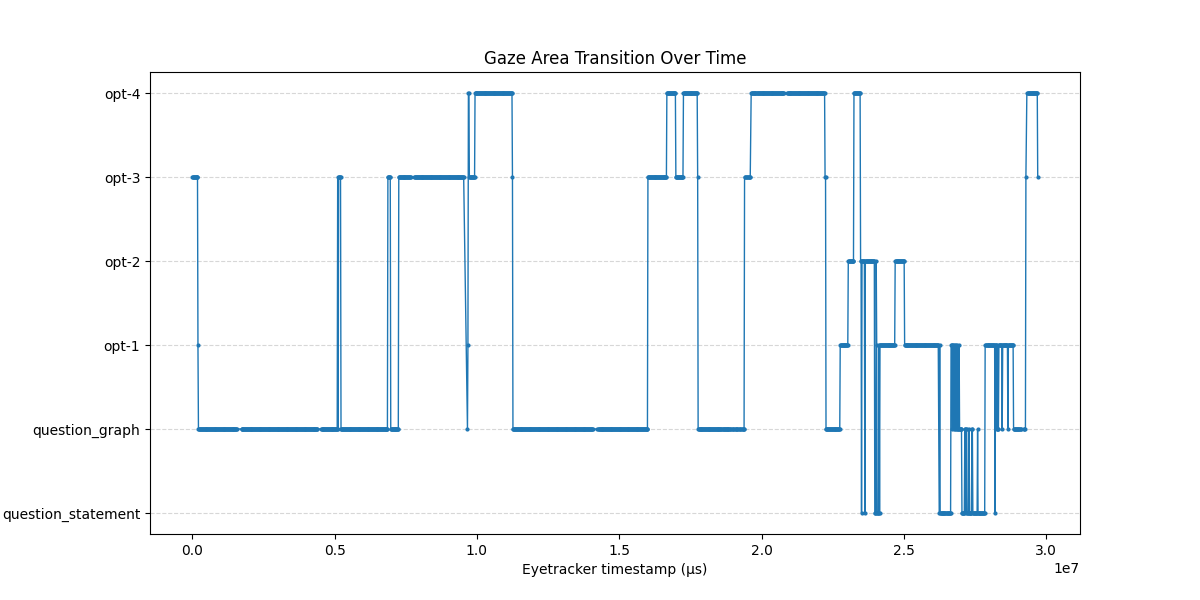 Gaze Area Transition Over Time
opt-4
opt-3
opt-2
opt-1
question_graph
question_statement
0.0 0.5 1.0 1.5 2.0 2.5 3.0
1e7
Eyetracker timestamp (µs)